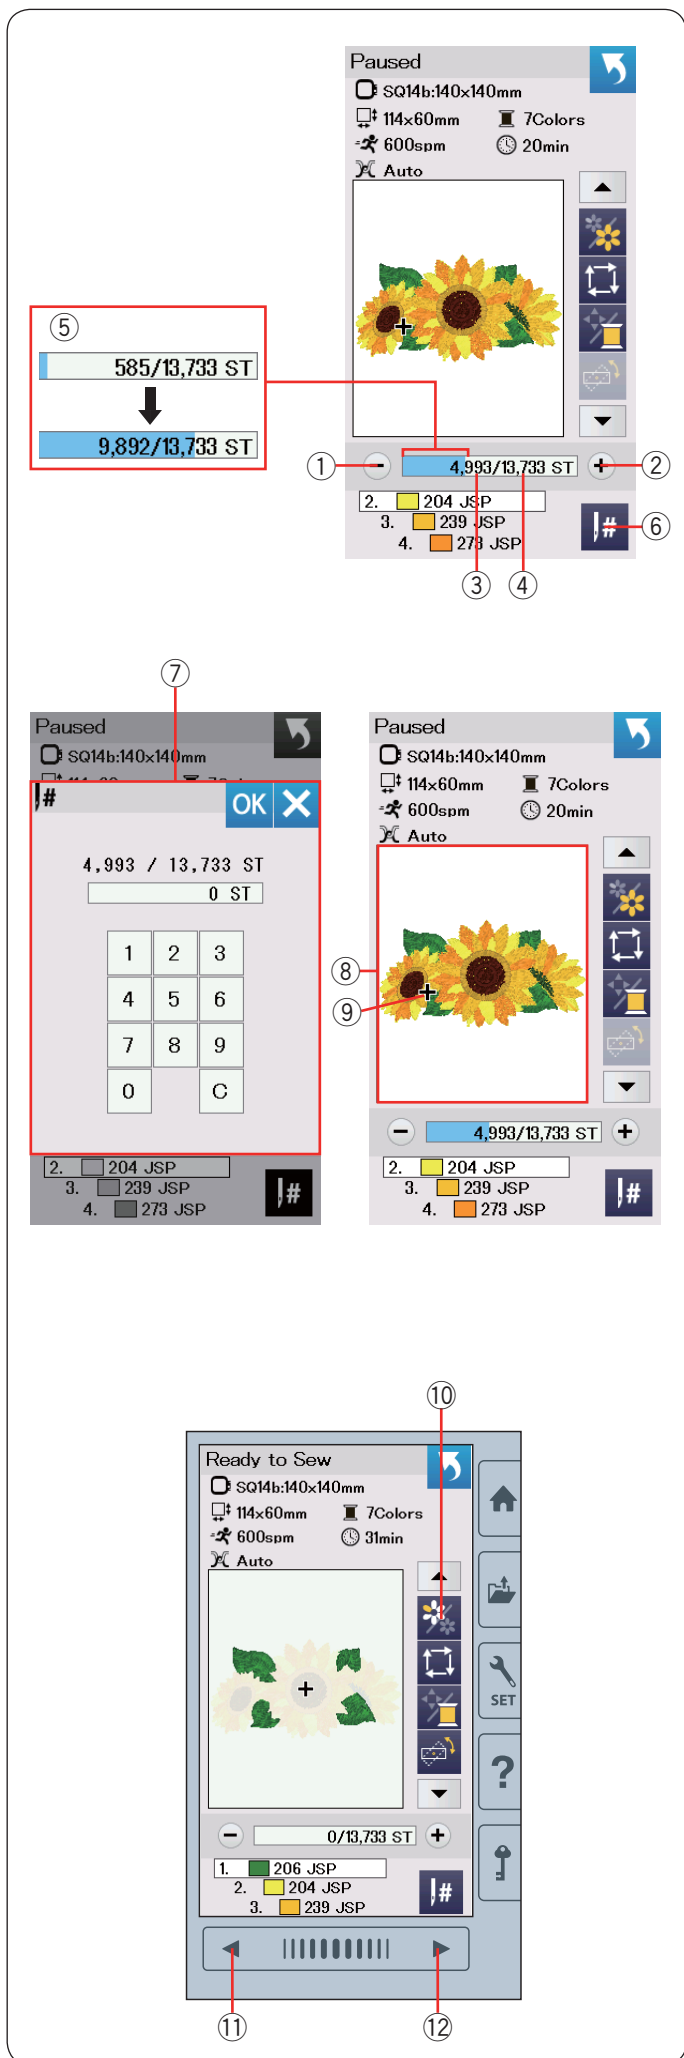 Paused
SQ14b:140x140mm
114x60mm 7Colors
600spm 20min
Auto
⑤
585/13,733 ST
9,892/13,733 ST
① - 4,993/13,733 ST + ②
2. 204 JSP
3. 239 JSP
4. 273 JSP
# ⑥
③ ④
⑦
Paused
SQ14b:140x140mm
# OK X
4,993 / 13,733 ST
0 ST
1 2 3
4 5 6
7 8 9
0 C
2. 204 JSP
3. 239 JSP
4. 273 JSP
#
Paused
SQ14b:140x140mm
114x60mm 7Colors
600spm 20min
Auto
⑧
⑨
- 4,993/13,733 ST +
2. 204 JSP
3. 239 JSP
4. 273 JSP
#
⑩
Ready to Sew
SQ14b:140x140mm
114x60mm 7Colors
600spm 31min
Auto
SET
?
- 0/13,733 ST +
1. 206 JSP
2. 204 JSP
3. 239 JSP
#
⑪ ⑫